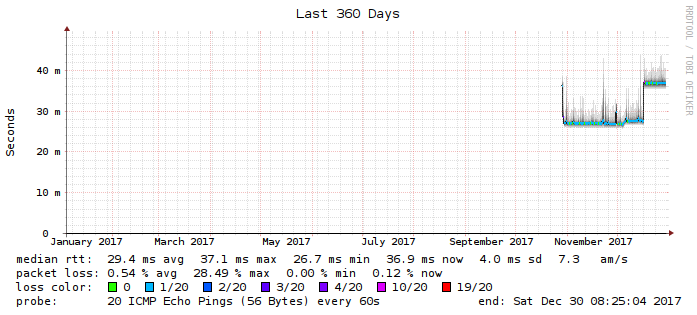 Last 360 Days
RRDTOOL / TOBI OETIKER
Seconds
40 m
30 m
20 m
10 m
0
January 2017 March 2017 May 2017 July 2017 September 2017 November 2017
median rtt: 29.4 ms avg 37.1 ms max 26.7 ms min 36.9 ms now 4.0 ms sd 7.3 am/s
packet loss: 0.54 % avg 28.49 % max 0.00 % min 0.12 % now
loss color: 0 1/20 2/20 3/20 4/20 10/20 19/20
probe: 20 ICMP Echo Pings (56 Bytes) every 60s end: Sat Dec 30 08:25:04 2017